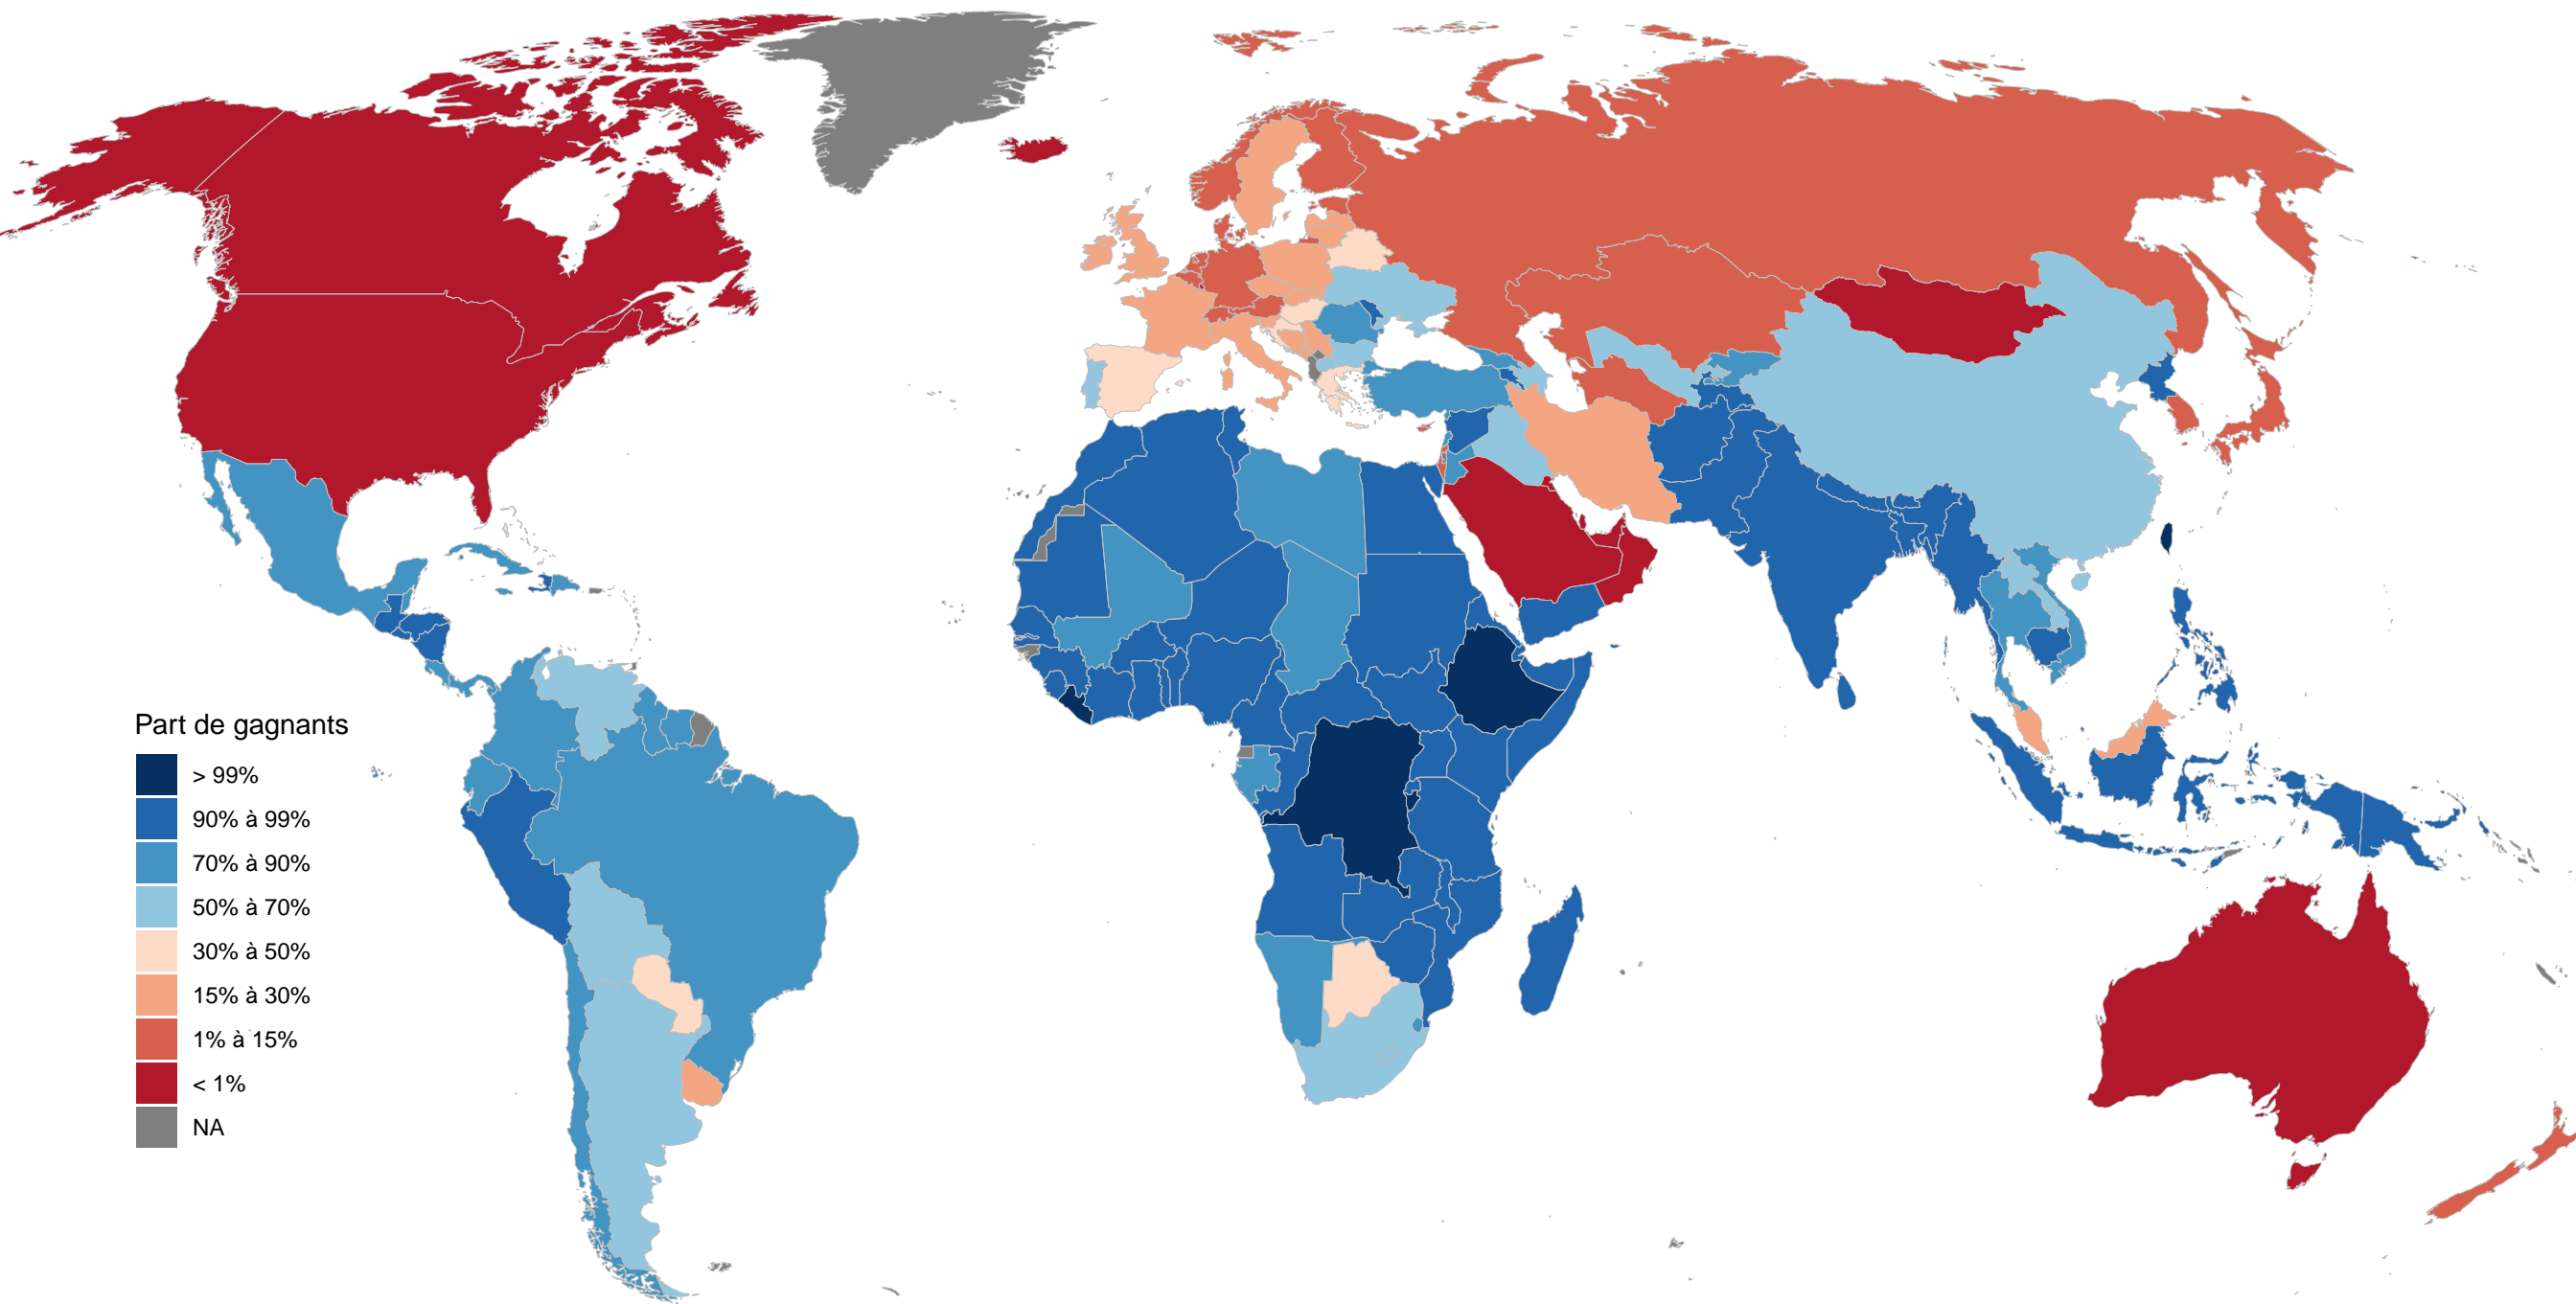 Part de gagnants
> 99%
90% à 99%
70% à 90%
50% à 70%
30% à 50%
15% à 30%
1% à 15%
< 1%
NA